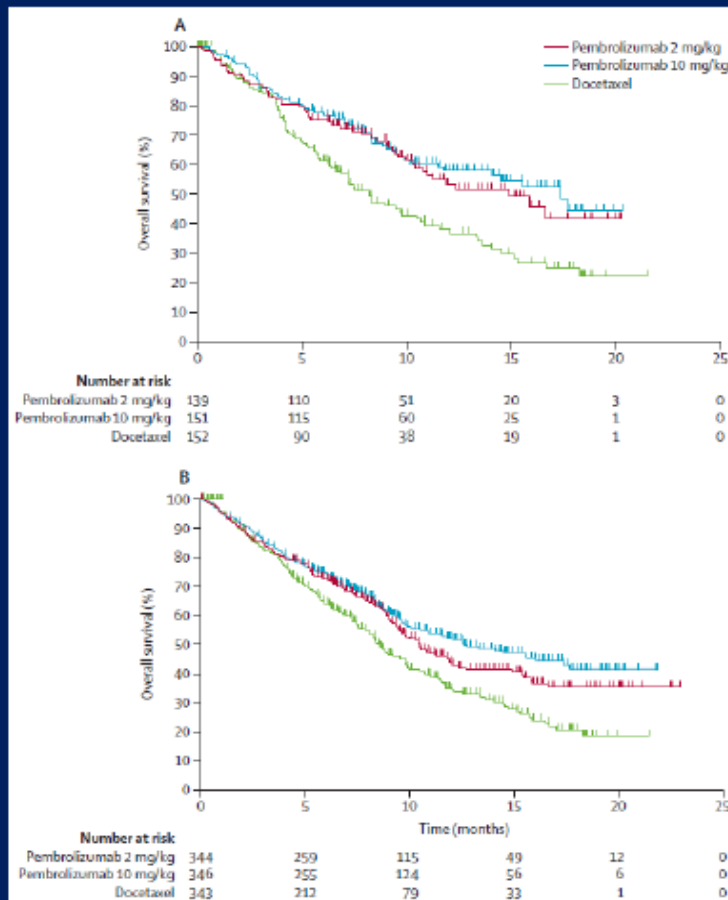 A
Pembrolizumab 2 mg/kg
Pembrolizumab 10 mg/kg
Docetaxel
Overall survival (%)
100
90
80
70
60
50
40
30
20
10
0
0 5 10 15 20 25
Number at risk
Pembrolizumab 2 mg/kg 139 110 51 20 3 0
Pembrolizumab 10 mg/kg 151 115 60 25 1 0
Docetaxel 152 90 38 19 1 0
B
Overall survival (%)
100
90
80
70
60
50
40
30
20
10
0
0 5 10 15 20 25
Time (months)
Number at risk
Pembrolizumab 2 mg/kg 344 259 115 49 12 0
Pembrolizumab 10 mg/kg 346 255 124 56 6 0
Docetaxel 343 212 79 33 1 0